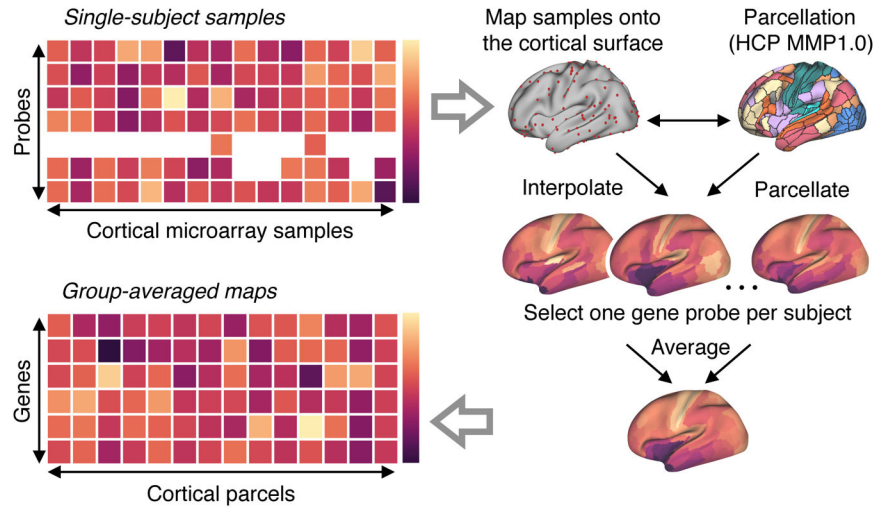 Single-subject samples
Probes
Cortical microarray samples
Map samples onto
the cortical surface
Parcellation
(HCP MMP1.0)
Interpolate
Parcellate
Select one gene probe per subject
Average
Group-averaged maps
Genes
Cortical parcels